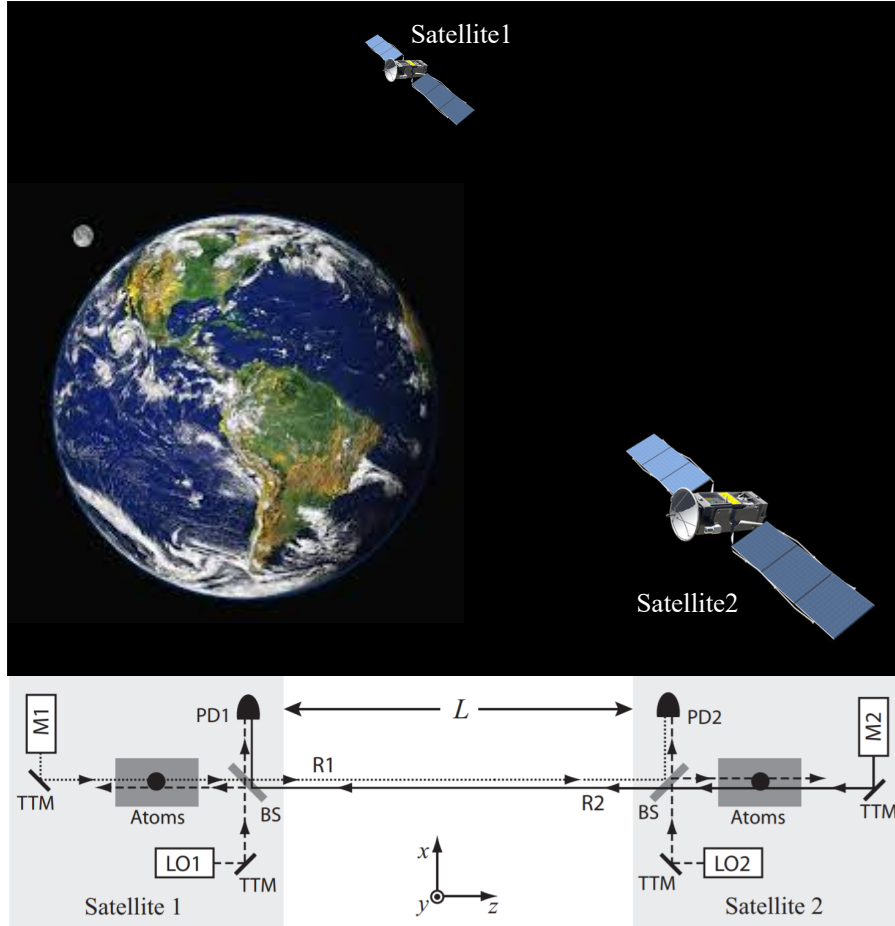 Satellite1
Satellite2
M1
PD1
L
PD2
M2
R1
TTM
Atoms
BS
R2
BS
Atoms
TTM
LO1
TTM
x
y
z
TTM
LO2
Satellite 1
Satellite 2